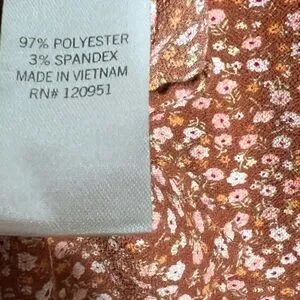 97% POLYESTER
3% SPANDEX
MADE IN VIETNAM
RN# 120951